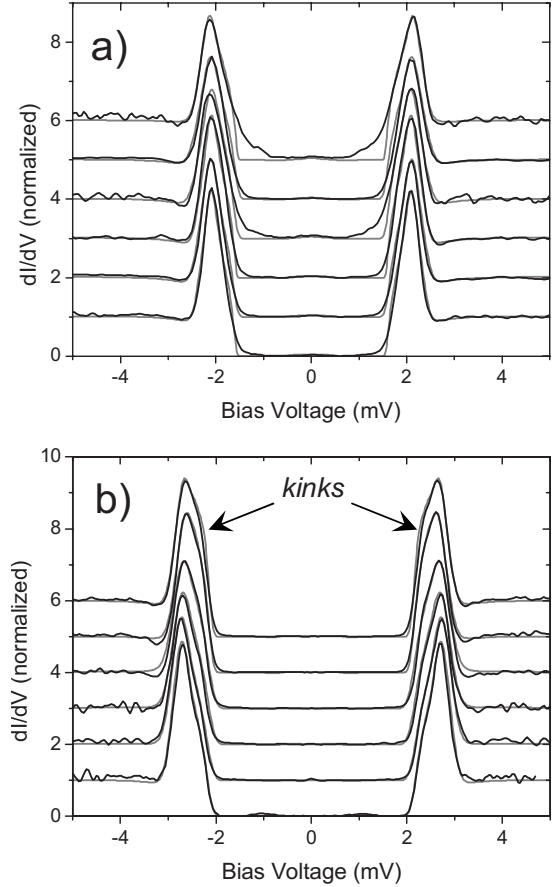 a)
dI/dV (normalized)
8
6
4
2
0
-4 -2 0 2 4
Bias Voltage (mV)
b)
kinks
dI/dV (normalized)
10
8
6
4
2
0
-4 -2 0 2 4
Bias Voltage (mV)